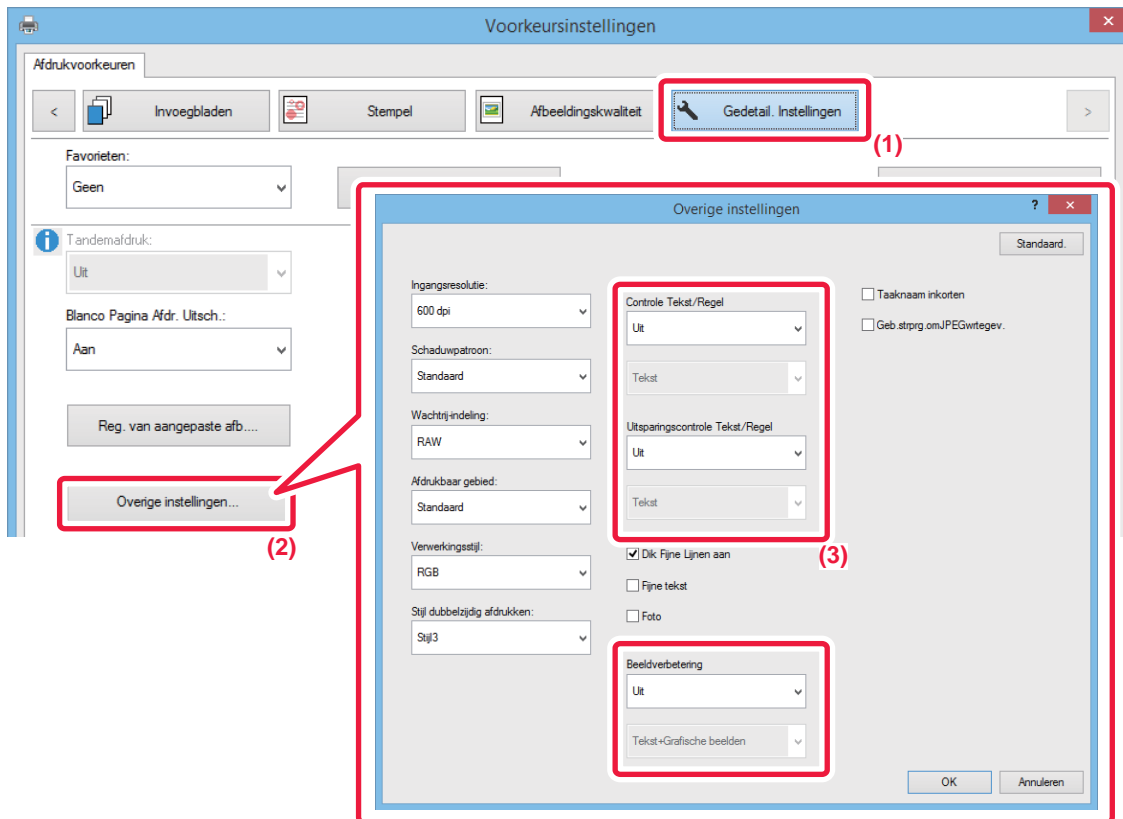 Voorkeursinstellingen
Afdrukvoorkeuren
< Invoegbladen Stempel Afbeeldingskwaliteit Gedetail. Instellingen >
(1)
Favorieten:
Geen
Tandemafdruk:
Uit
Blanco Pagina Afdr. Uitsch.:
Aan
Reg. van aangepaste afb....
Overige instellingen...
(2)
Overige instellingen
?
Standaard.
Ingangsresolutie:
600 dpi
Schaduwpatroon:
Standaard
Wachtrij-indeling:
RAW
Afdrukbaar gebied:
Standaard
Verwerkingsstijl:
RGB
Stijl dubbelzijdig afdrukken:
Stijl3
Controle Tekst/Regel
Uit
Tekst
Uitsparingscontrole Tekst/Regel
Uit
Tekst
(3)
Dik Fijne Lijnen aan
Fijne tekst
Foto
Beeldverbetering
Uit
Tekst+Grafische beelden
Taaknaam inkorten
Geb.strprg.omJPEGwrtegev.
OK Annuleren